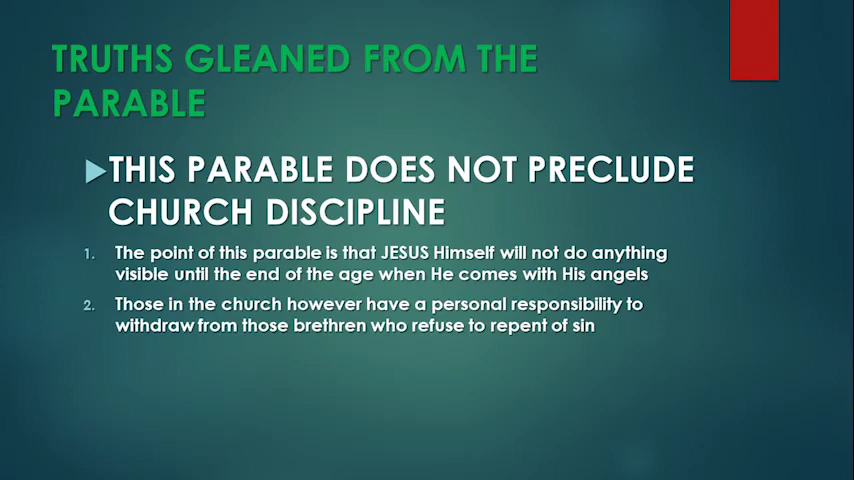 TRUTHS GLEANED FROM THE
PARABLE
THIS PARABLE DOES NOT PRECLUDE
CHURCH DISCIPLINE
1. The point of this parable is that JESUS Himself will not do anything
visible until the end of the age when He comes with His angels
2. Those in the church however have a personal responsibility to
withdraw from those brethren who refuse to repent of sin